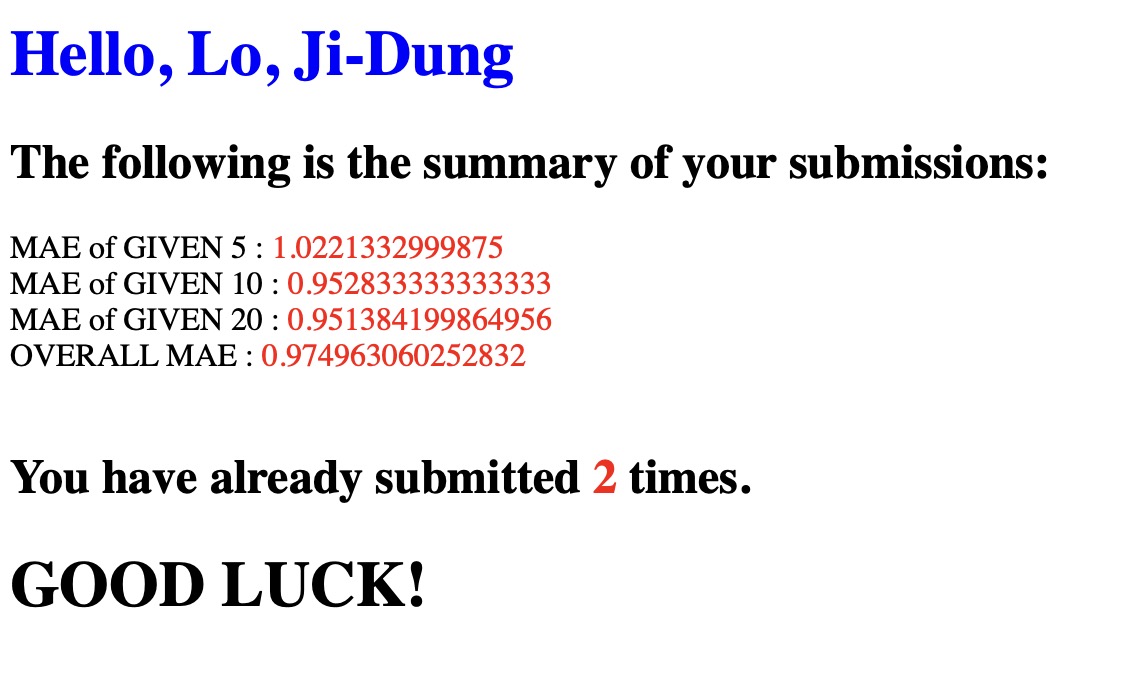 Hello, Lo, Ji-Dung
The following is the summary of your submissions:
MAE of GIVEN 5 : 1.0221332999875
MAE of GIVEN 10 : 0.952833333333333
MAE of GIVEN 20 : 0.951384199864956
OVERALL MAE : 0.974963060252832
You have already submitted 2 times.
GOOD LUCK!